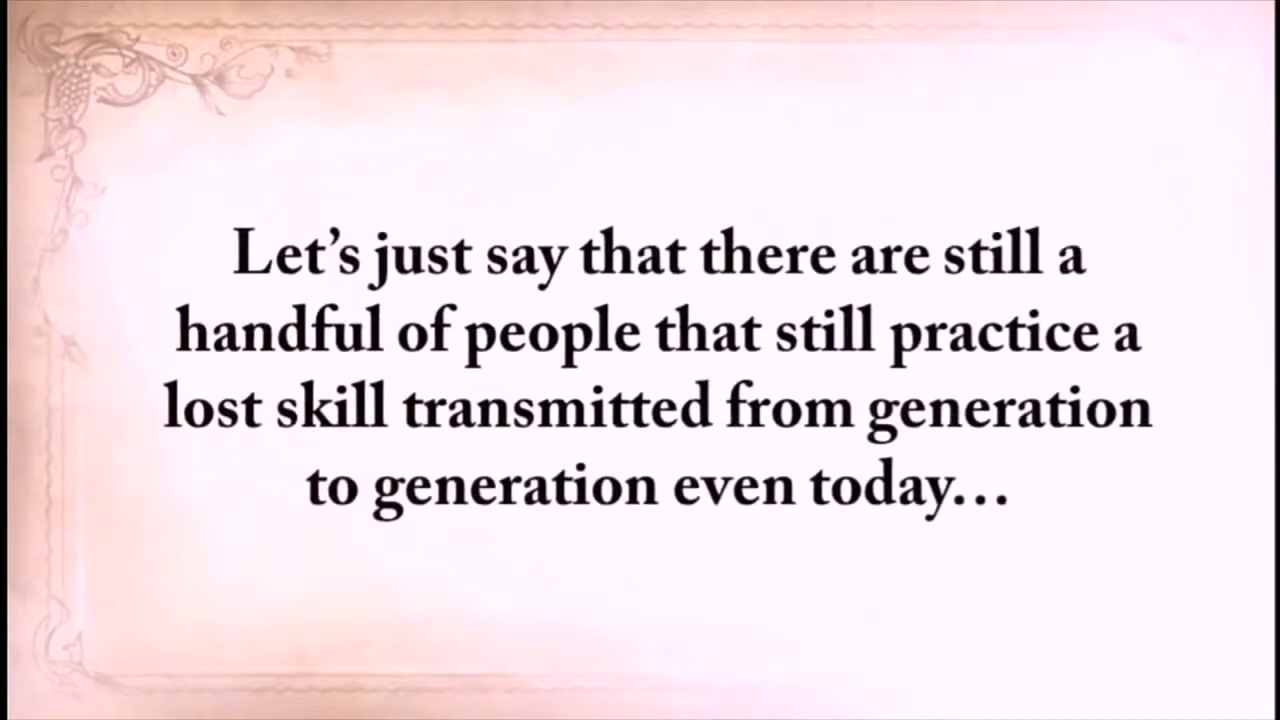 Let’s just say that there are still a
handful of people that still practice a
lost skill transmitted from generation
to generation even today…